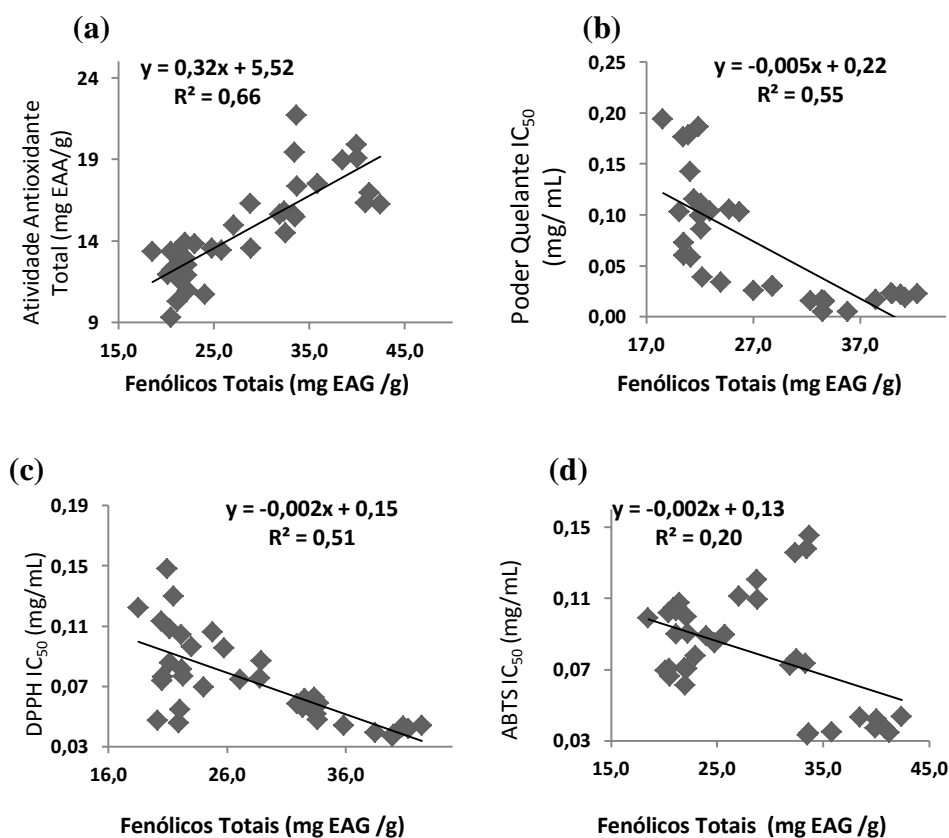 (a)
y = 0,32x + 5,52
R² = 0,66
Atividade Antioxidante
Total (mg EAA/g)
24
19
14
9
15,0 25,0 35,0 45,0
Fenólicos Totais (mg EAG /g)
(b)
y = -0,005x + 0,22
R² = 0,55
Poder Quelante IC₅₀
(mg/ mL)
0,25
0,20
0,15
0,10
0,05
0,00
17,0 27,0 37,0
Fenólicos Totais (mg EAG /g)
(c)
y = -0,002x + 0,15
R² = 0,51
DPPH IC₅₀ (mg/mL)
0,19
0,15
0,11
0,07
0,03
16,0 26,0 36,0
Fenólicos Totais (mg EAG /g)
(d)
y = -0,002x + 0,13
R² = 0,20
ABTS IC₅₀ (mg/mL)
0,15
0,11
0,07
0,03
15,0 25,0 35,0 45,0
Fenólicos Totais (mg EAG /g)